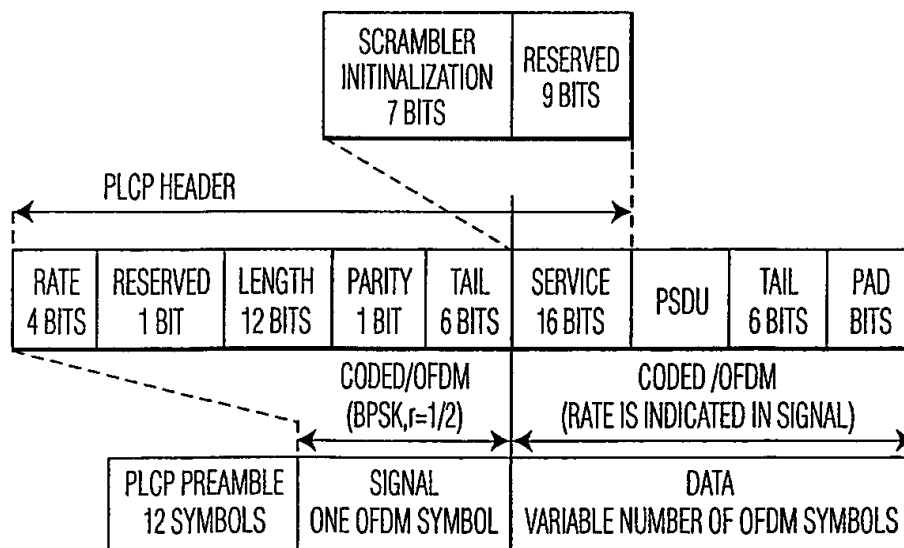 SCRAMBLER
INITINALIZATION
7 BITS
RESERVED
9 BITS
PLCP HEADER
RATE
4 BITS
RESERVED
1 BIT
LENGTH
12 BITS
PARITY
1 BIT
TAIL
6 BITS
SERVICE
16 BITS
PSDU
TAIL
6 BITS
PAD
BITS
CODED/OFDM
(BPSK,r=1/2)
CODED /OFDM
(RATE IS INDICATED IN SIGNAL)
PLCP PREAMBLE
12 SYMBOLS
SIGNAL
ONE OFDM SYMBOL
DATA
VARIABLE NUMBER OF OFDM SYMBOLS